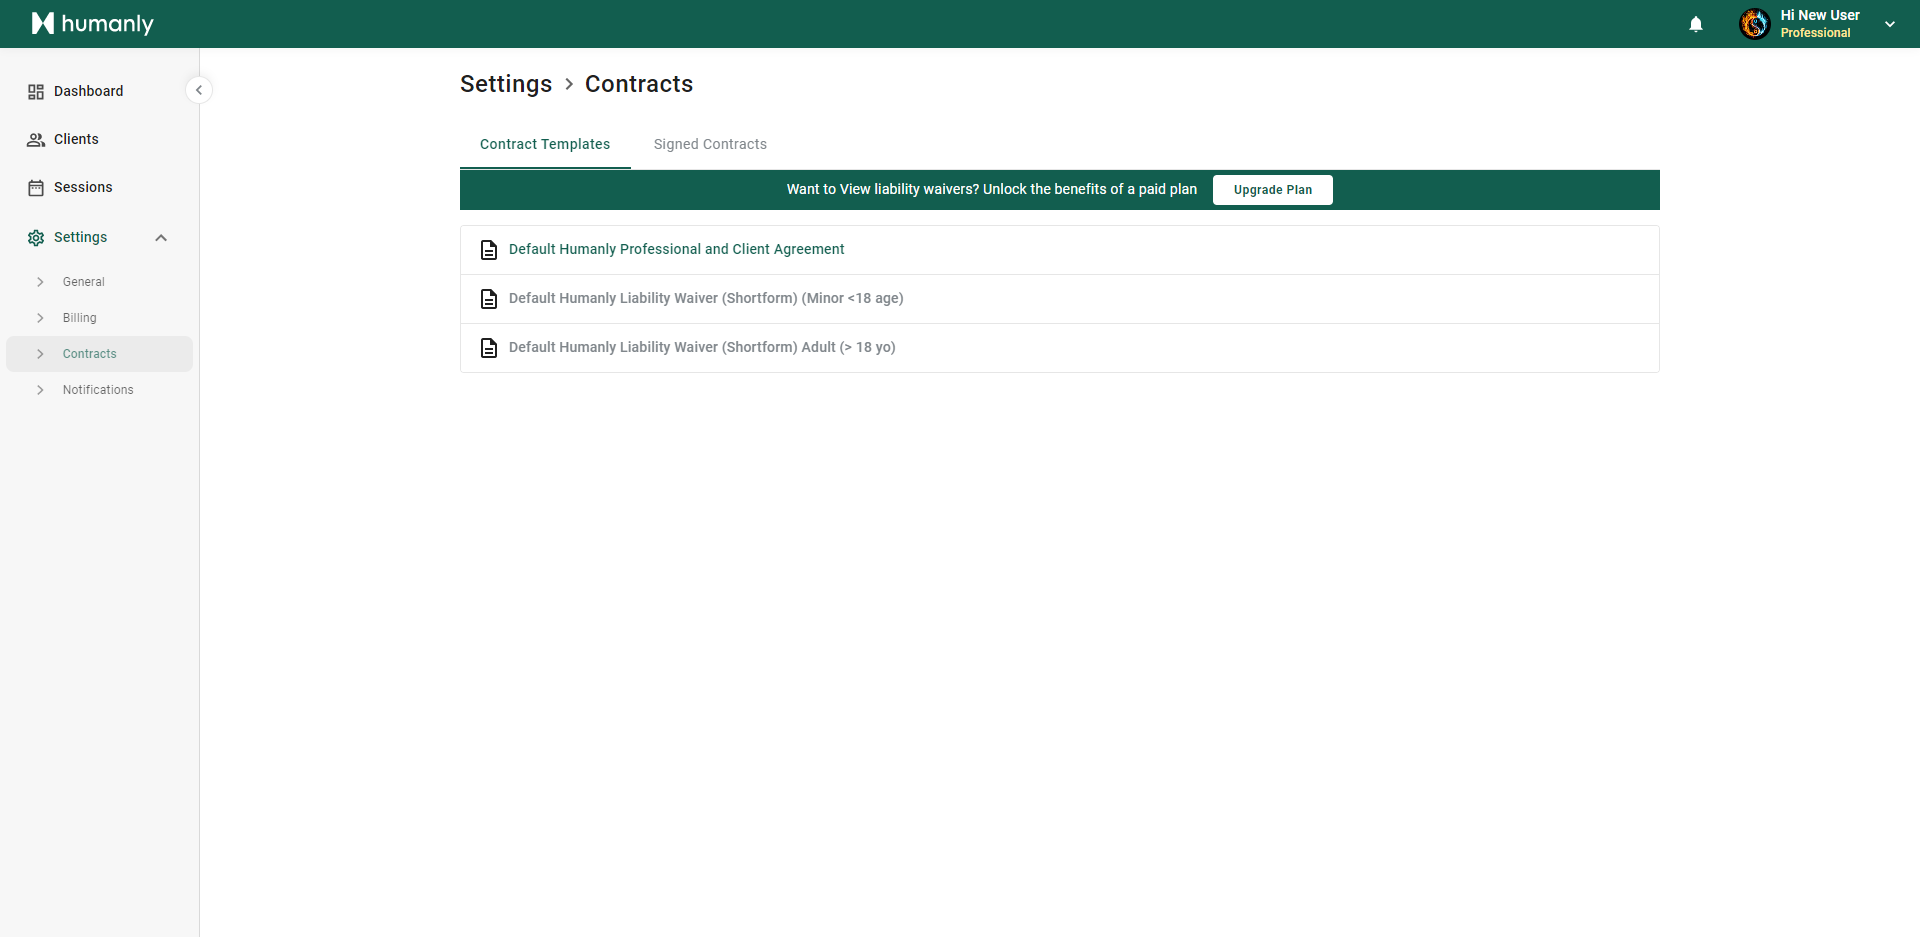 humanly
Hi New User
Professional
Dashboard
Clients
Sessions
Settings
General
Billing
Contracts
Notifications
Settings > Contracts
Contract Templates
Signed Contracts
Want to View liability waivers? Unlock the benefits of a paid plan
Upgrade Plan
Default Humanly Professional and Client Agreement
Default Humanly Liability Waiver (Shortform) (Minor <18 age)
Default Humanly Liability Waiver (Shortform) Adult (> 18 yo)